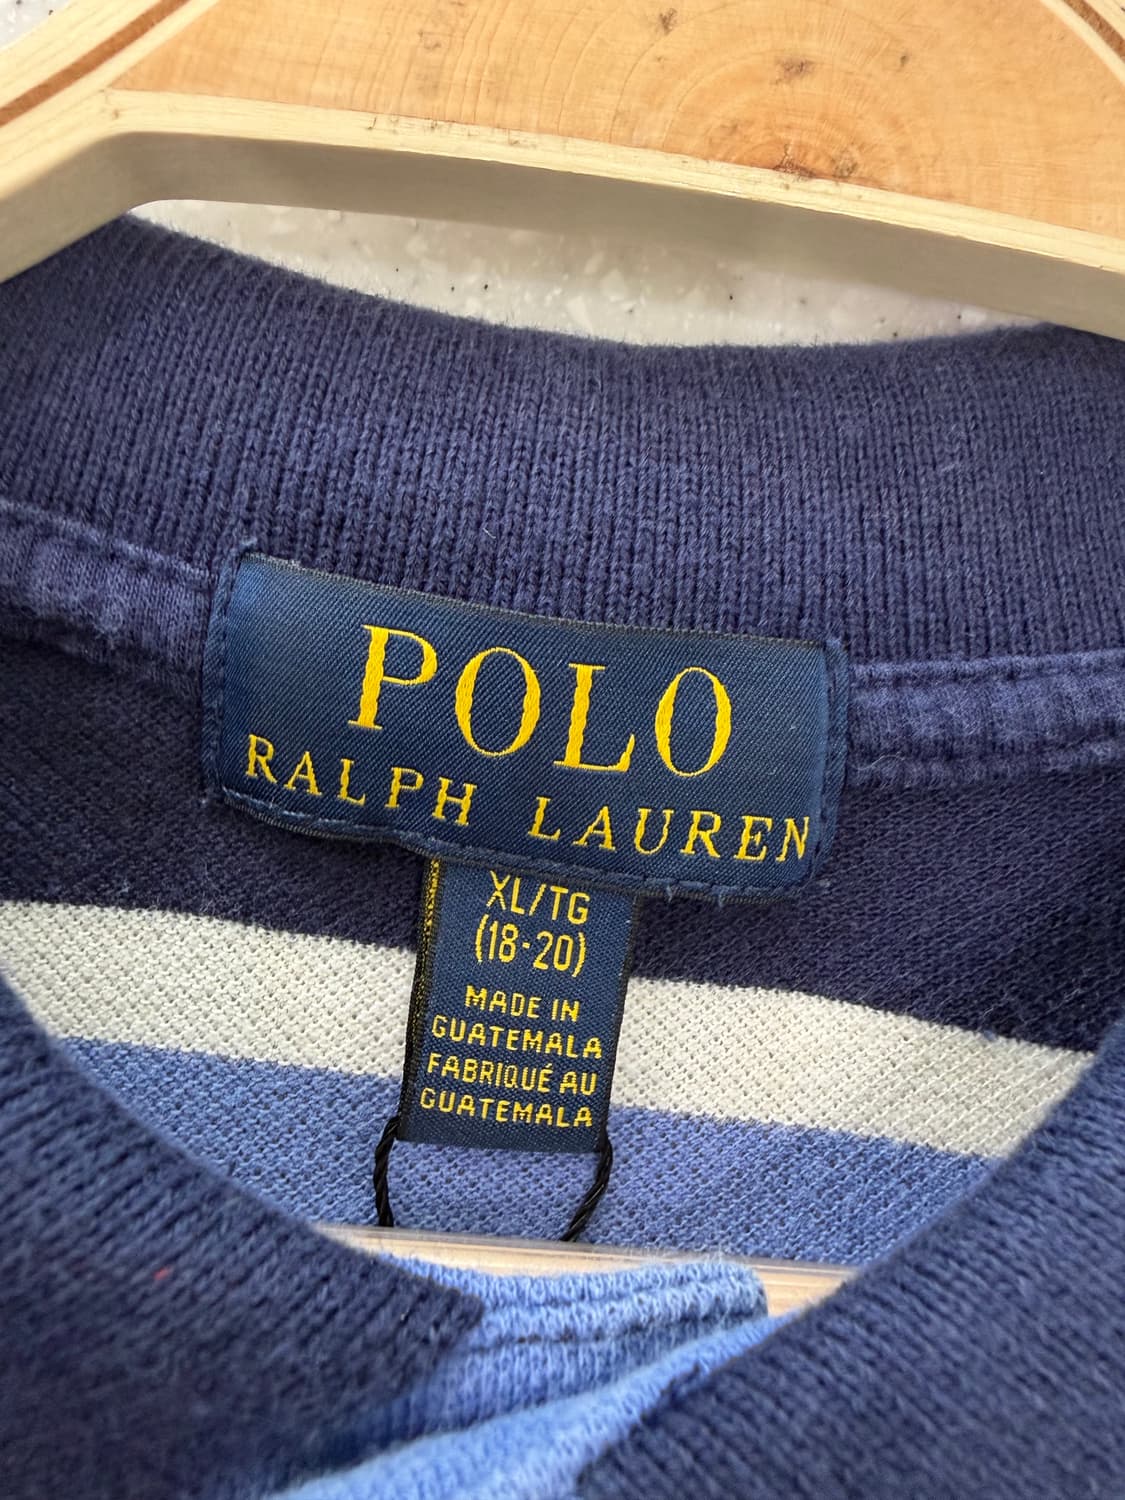 POLO
RALPH LAUREN
XL/TG
(18-20)
MADE IN
GUATEMALA
FABRIQUÉ AU
GUATEMALA